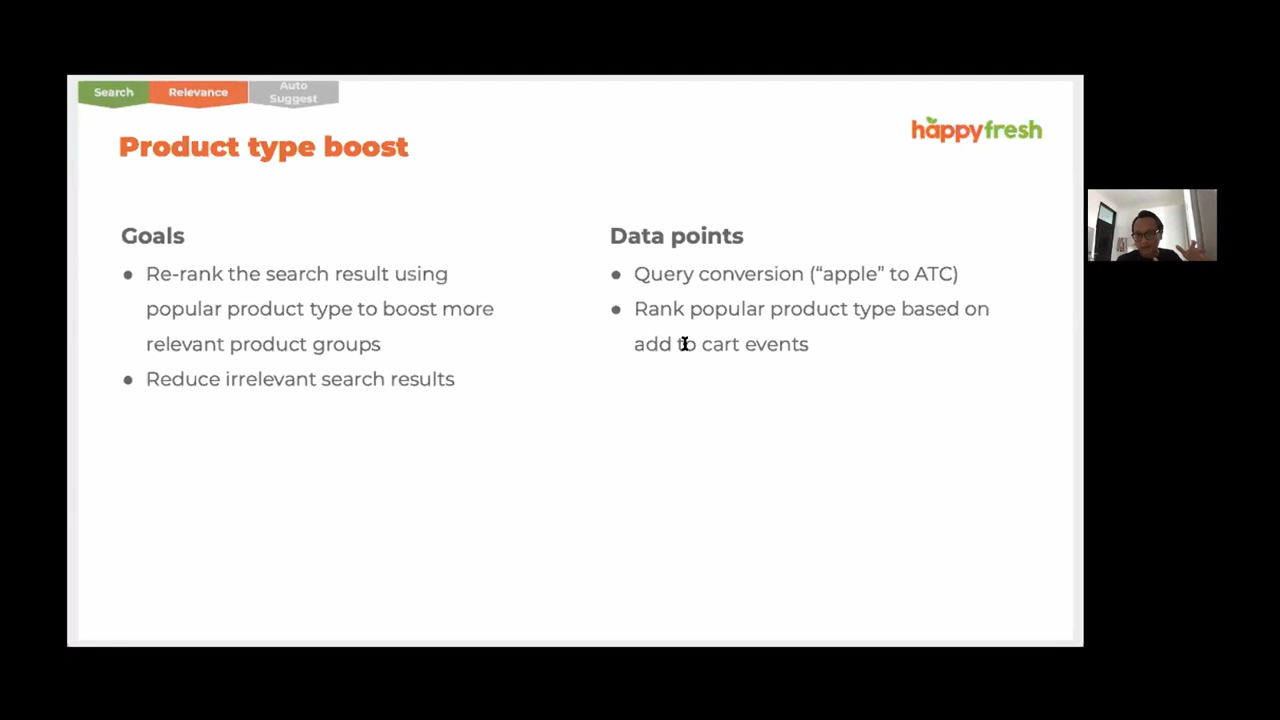 Search
Relevance
Auto
Suggest
happyfresh
Product type boost
Goals
● Re-rank the search result using
popular product type to boost more
relevant product groups
● Reduce irrelevant search results
Data points
● Query conversion (“apple” to ATC)
● Rank popular product type based on
add to cart events